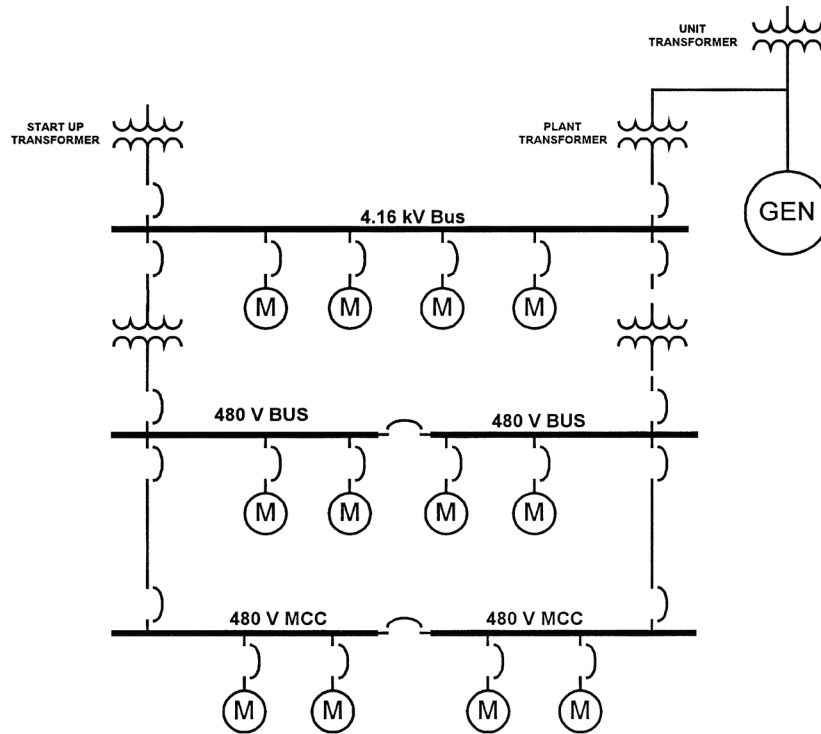 UNIT
TRANSFORMER
START UP
TRANSFORMER
PLANT
TRANSFORMER
GEN
4.16 kV Bus
M M M M
480 V BUS 480 V BUS
M M M M
480 V MCC 480 V MCC
M M M M